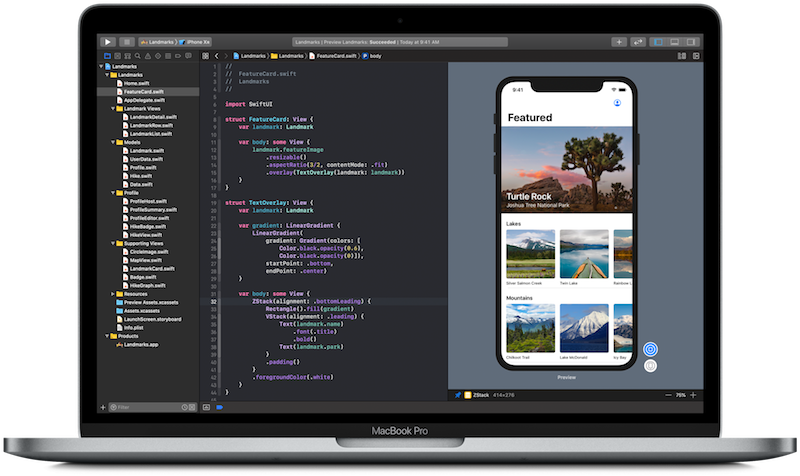 Landmarks
iPhone Xʀ
Landmarks | Preview Landmarks: Succeeded | Today at 9:41 AM
Landmarks
Landmarks
FeatureCard.swift
body
Landmarks
Landmarks
Home.swift
FeatureCard.swift
AppDelegate.swift
Landmark Views
LandmarkDetail.swift
LandmarkRow.swift
LandmarkList.swift
Models
Landmark.swift
UserData.swift
Profile.swift
Hike.swift
Data.swift
Profile
ProfileHost.swift
ProfileSummary.swift
ProfileEditor.swift
HikeBadge.swift
HikeView.swift
Supporting Views
CircleImage.swift
MapView.swift
LandmarkCard.swift
Badge.swift
HikeGraph.swift
Resources
Preview Assets.xcassets
Assets.xcassets
LaunchScreen.storyboard
Info.plist
Products
Landmarks.app
Filter
//
//  FeatureCard.swift
//  Landmarks
//
import SwiftUI
struct FeatureCard: View {
    var landmark: Landmark
    var body: some View {
        landmark.featureImage
            .resizable()
            .aspectRatio(3/2, contentMode: .fit)
            .overlay(TextOverlay(landmark: landmark))
    }
}
struct TextOverlay: View {
    var landmark: Landmark
    var gradient: LinearGradient {
        LinearGradient(
            gradient: Gradient(colors: [
                Color.black.opacity(0.6),
                Color.black.opacity(0)]),
            startPoint: .bottom,
            endPoint: .center)
    }
    var body: some View {
32
        ZStack(alignment: .bottomLeading) {
            Rectangle().fill(gradient)
            VStack(alignment: .leading) {
                Text(landmark.name)
                    .font(.title)
                    .bold()
                Text(landmark.park)
            }
            .padding()
        }
        .foregroundColor(.white)
    }
}
9:41
Featured
Turtle Rock
Joshua Tree National Park
Lakes
Silver Salmon Creek
Twin Lake
Rainbow L
Mountains
Chilkoot Trail
Lake McDonald
Icy Bay
Preview
ZStack 414×276
75%
MacBook Pro